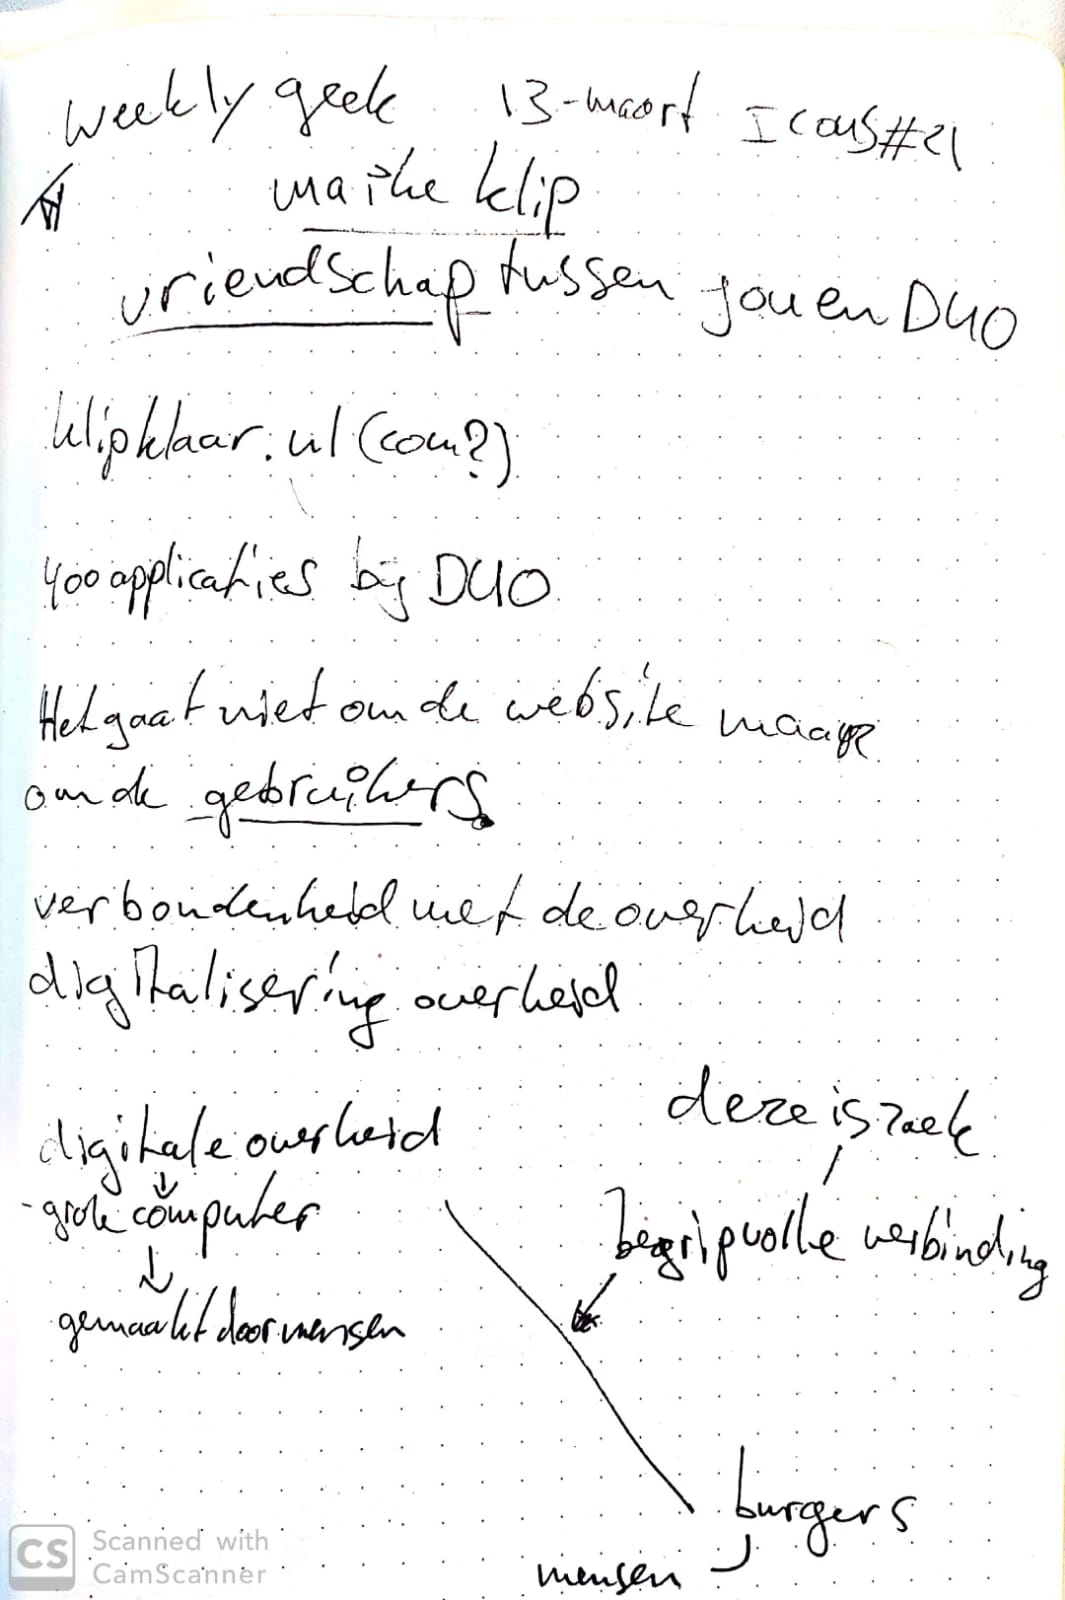 weekly geek 13-maart Icons#21
maike klip
vriendschap tussen jou en DUO
klipklaar.nl (com?)
400 applicaties bij DUO
Het gaat niet om de website maar
om de gebruikers.
verbondenheid met de overheid
digitalisering overheid
deze is zoek
digitale overheid
- grote computer
begripvolle verbinding
gemaakt door mensen
burgers
mensen
CS Scanned with
CamScanner